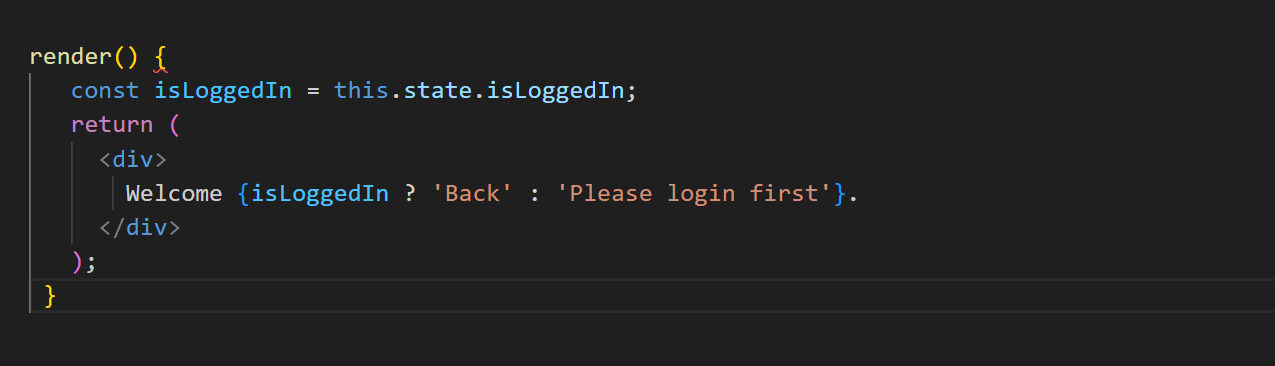 render() {
const isLoggedIn = this.state.isLoggedIn;
return (
<div>
Welcome {isLoggedIn ? 'Back' : 'Please login first'}.
</div>
);
}